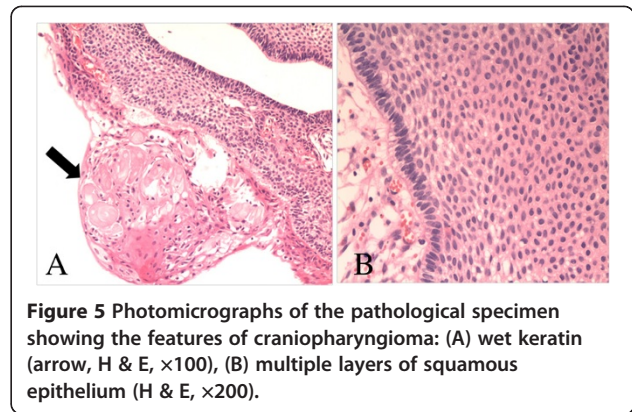 A
B
Figure 5 Photomicrographs of the pathological specimen
showing the features of craniopharyngioma: (A) wet keratin
(arrow, H & E, ×100), (B) multiple layers of squamous
epithelium (H & E, ×200).